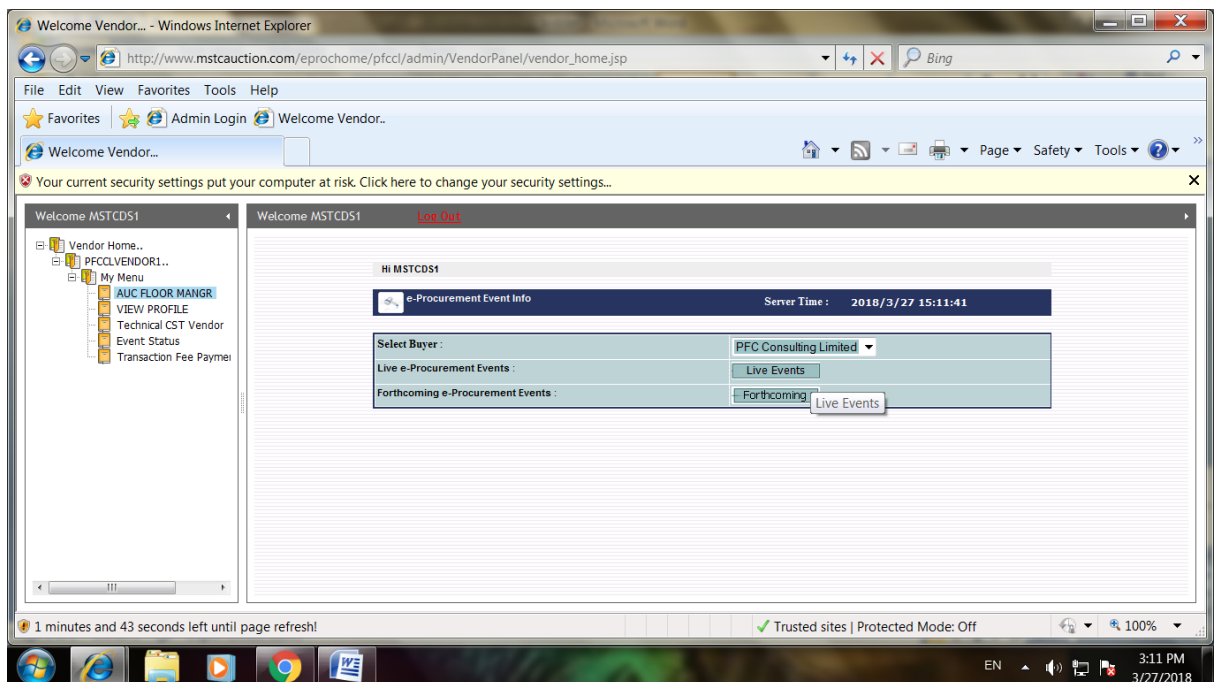 Welcome Vendor... - Windows Internet Explorer
http://www.mstcauction.com/eprochome/pfccl/admin/VendorPanel/vendor_home.jsp
Bing
File Edit View Favorites Tools Help
Favorites Admin Login Welcome Vendor..
Welcome Vendor...
Page Safety Tools
Your current security settings put your computer at risk. Click here to change your security settings...
Welcome MSTCDS1
Welcome MSTCDS1 Log Out
Vendor Home..
PFCCLVENDOR1..
My Menu
AUC FLOOR MANGR
VIEW PROFILE
Technical CST Vendor
Event Status
Transaction Fee Paymer
Hi MSTCDS1
e-Procurement Event Info Server Time : 2018/3/27 15:11:41
Select Buyer : PFC Consulting Limited
Live e-Procurement Events : Live Events
Forthcoming e-Procurement Events : Forthcoming
Live Events
1 minutes and 43 seconds left until page refresh!
Trusted sites | Protected Mode: Off
100%
EN
3:11 PM
3/27/2018